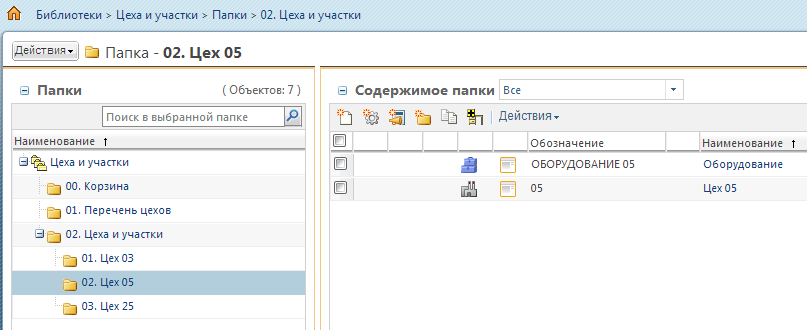 Библиотеки > Цеха и участки > Папки > 02. Цеха и участки
Действия Папка - 02. Цех 05
Папки ( Объектов: 7 )
Поиск в выбранной папке
Наименование ↑
Цеха и участки
00. Корзина
01. Перечень цехов
02. Цеха и участки
01. Цех 03
02. Цех 05
03. Цех 25
Содержимое папки Все
Действия
Обозначение Наименование ↑
ОБОРУДОВАНИЕ 05 Оборудование
05 Цех 05